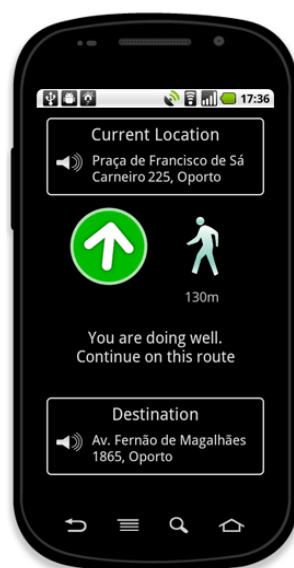 17:36
Current Location
Praça de Francisco de Sá
Carneiro 225, Oporto
130m
You are doing well.
Continue on this route
Destination
Av. Fernão de Magalhães
1865, Oporto